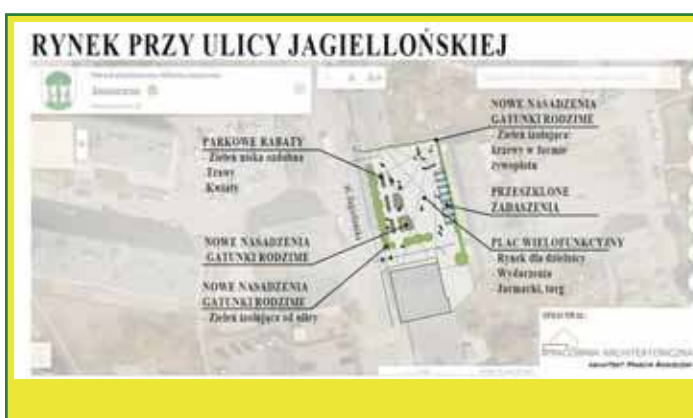 RYNEK PRZY ULICY JAGIELLOŃSKIEJ
PARKOWE RABATY
- Zieleń niska ozdobna
- Trawy
- Kwiaty
NOWE NASADZENIA
GATUNKI RODZIME
NOWE NASADZENIA
GATUNKI RODZIME
- Zieleń izolująca od ulicy
NOWE NASADZENIA
GATUNKI RODZIME
- Zieleń izolująca:
krzewy w formie
żywopłotu
PRZESZKLONE
ZADASZENIA
PLAC WIELOFUNKCYJNY
- Rynek dla dzielnicy
- Wydarzenia
- Jarmarki, targ
PRACOWNIA ARCHITEKTONICZNA